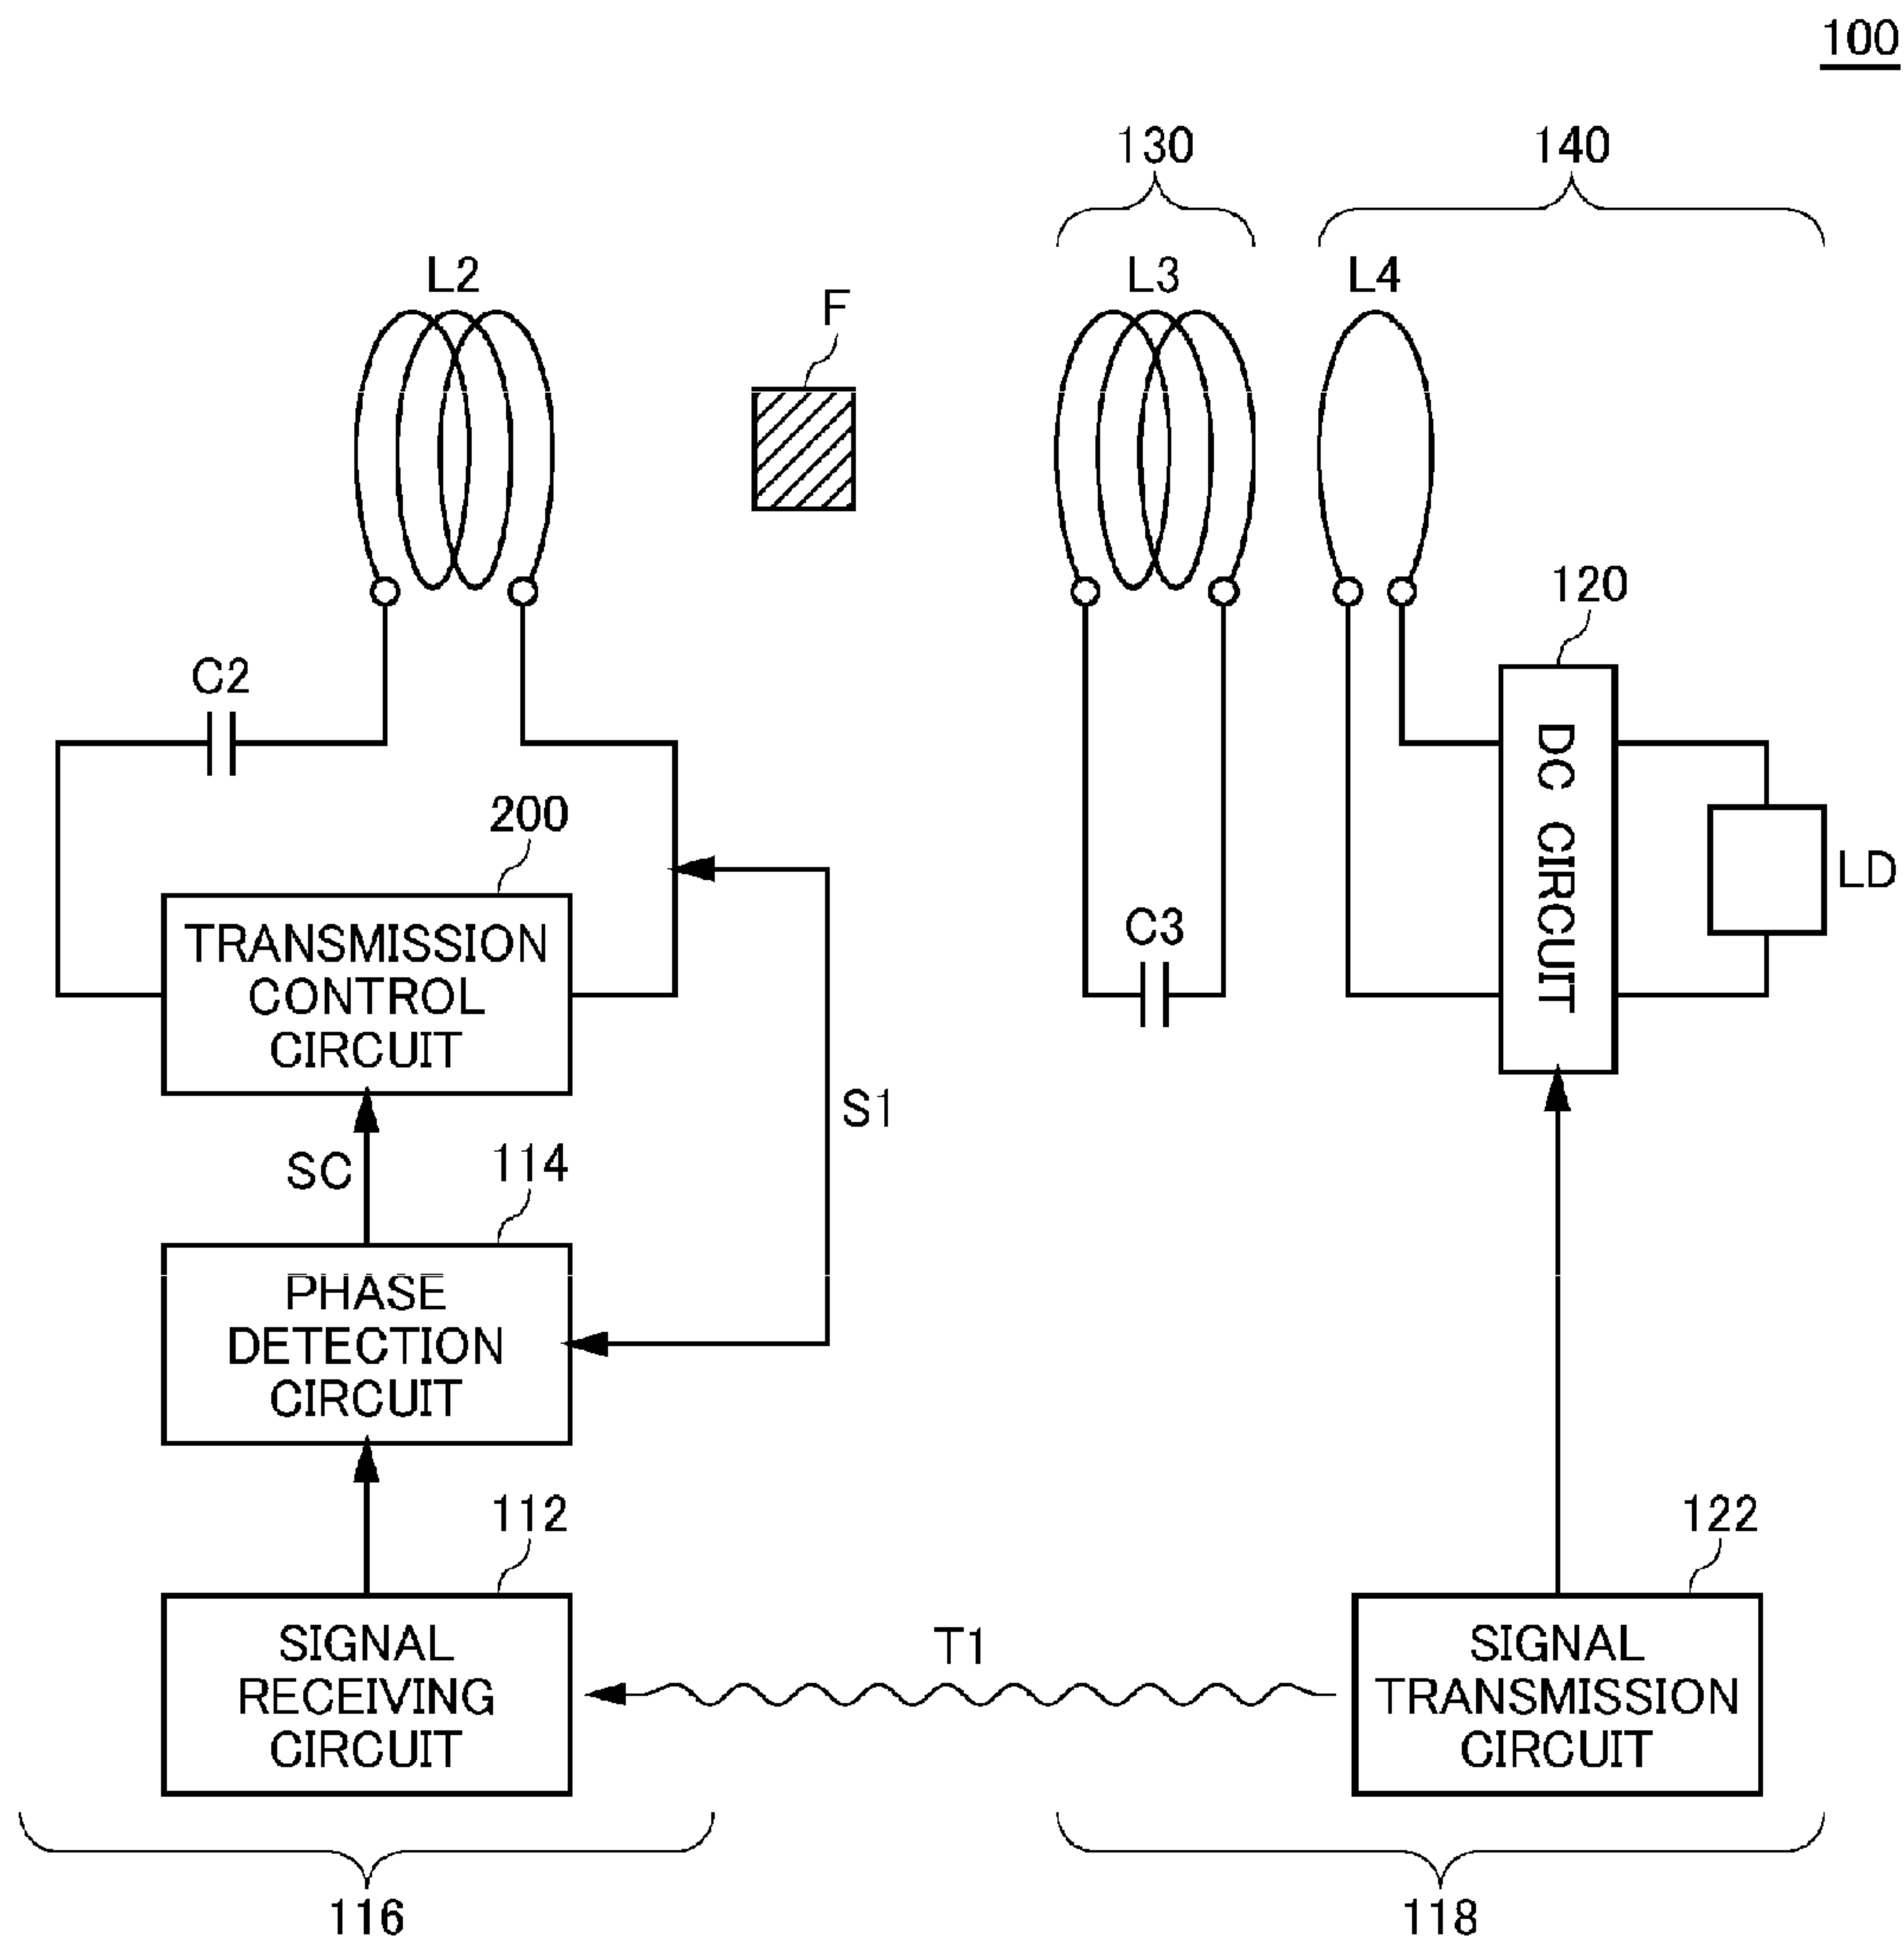 100
130
140
L2
F
L3
L4
120
C2
200
DC CIRCUIT
LD
TRANSMISSION
CONTROL
CIRCUIT
C3
S1
SC
114
PHASE
DETECTION
CIRCUIT
112
122
SIGNAL
RECEIVING
CIRCUIT
T1
SIGNAL
TRANSMISSION
CIRCUIT
116
118